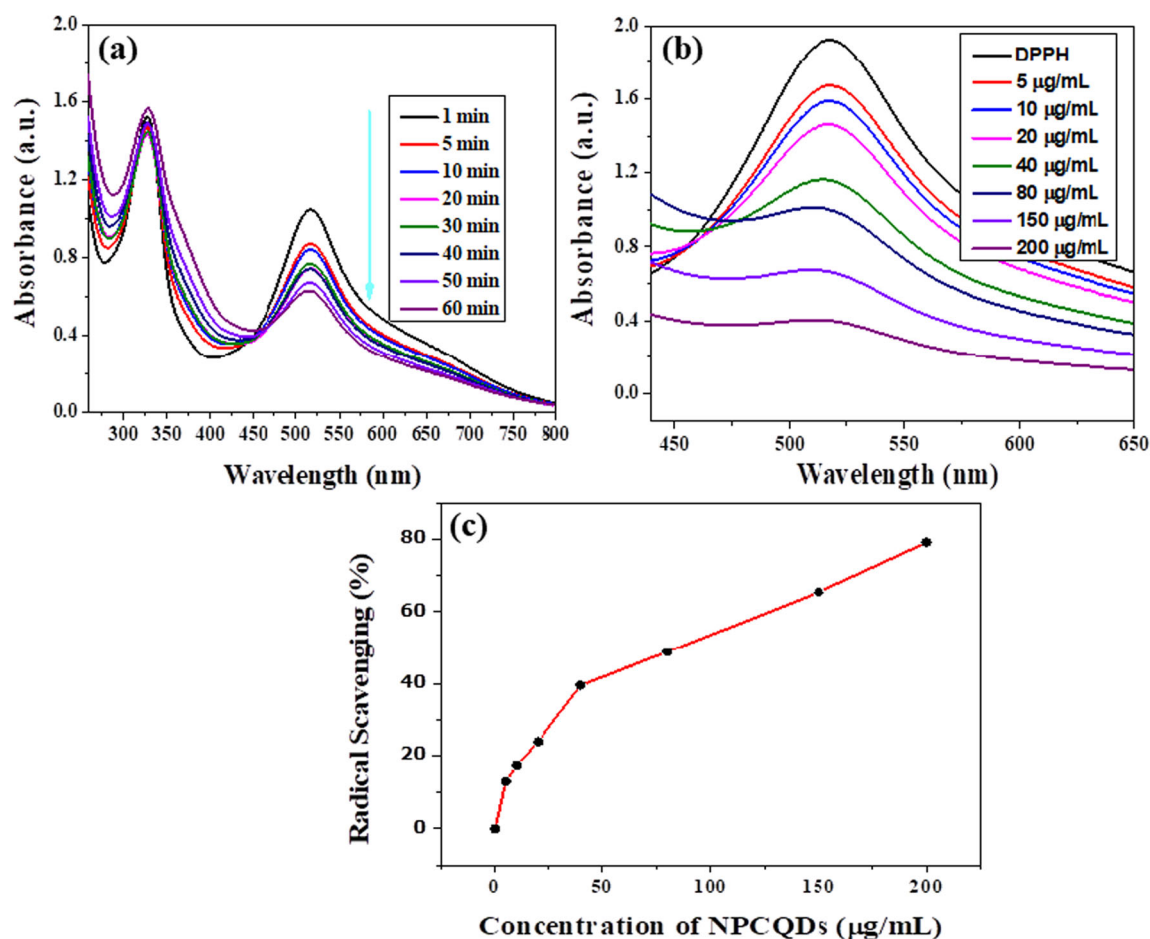 (a)
2.0
1.6
1.2
0.8
0.4
0.0
Absorbance (a.u.)
1 min
5 min
10 min
20 min
30 min
40 min
50 min
60 min
300 350 400 450 500 550 600 650 700 750 800
Wavelength (nm)
(b)
2.0
1.6
1.2
0.8
0.4
0.0
Absorbance (a.u.)
DPPH
5 μg/mL
10 μg/mL
20 μg/mL
40 μg/mL
80 μg/mL
150 μg/mL
200 μg/mL
450 500 550 600 650
Wavelength (nm)
(c)
80
60
40
20
0
Radical Scavenging (%)
0 50 100 150 200
Concentration of NPCQDs (μg/mL)